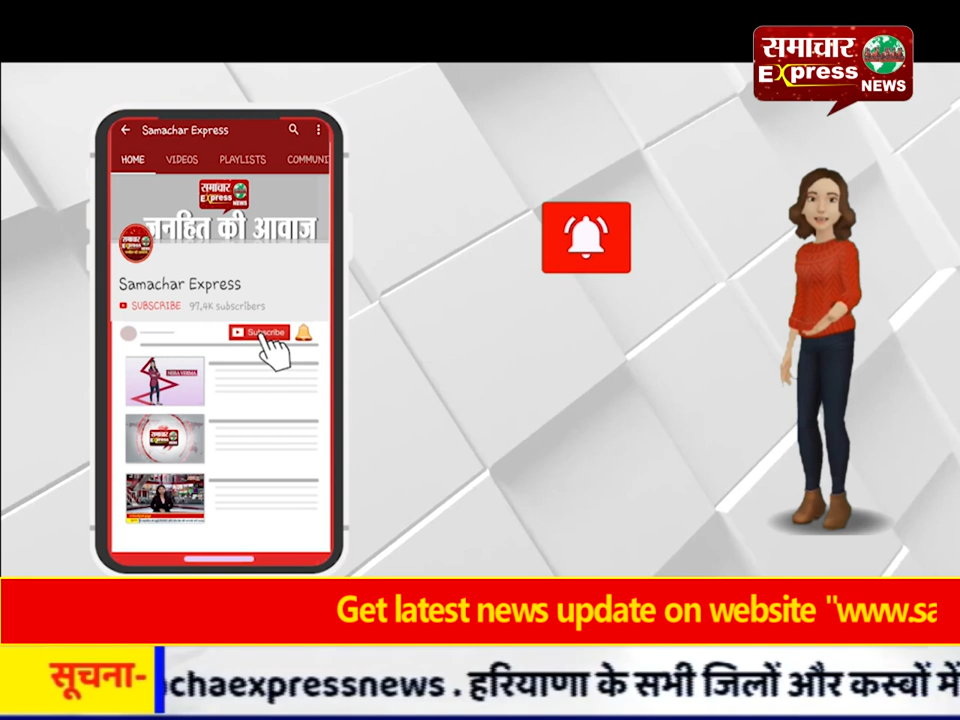 समाचार
Express
NEWS
Samachar Express
HOME VIDEOS PLAYLISTS COMMUNI
समाचार
Express
NEWS
जनहित की आवाज
Samachar Express
SUBSCRIBE 97.4K subscribers
Subscribe
Get latest news update on website "www.sa
सूचना- chaexpressnews . हरियाणा के सभी जिलों और कस्बों में